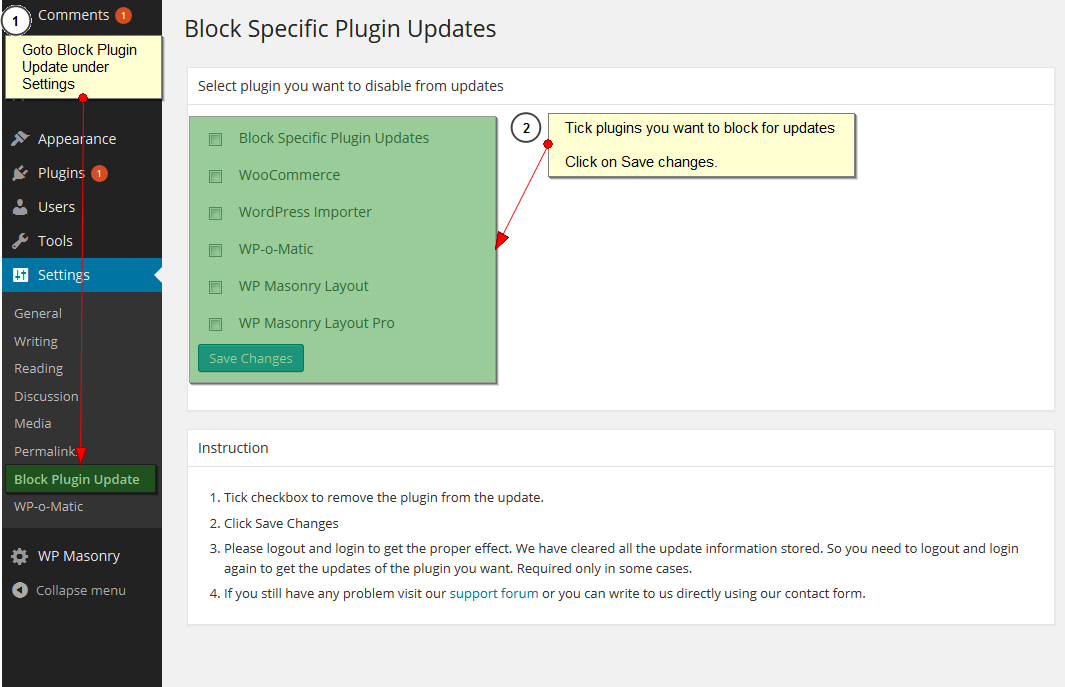 1
Comments 1
Goto Block Plugin
Update under
Settings
Appearance
Plugins 1
Users
Tools
Settings
General
Writing
Reading
Discussion
Media
Permalink
Block Plugin Update
WP-o-Matic
WP Masonry
Collapse menu
Block Specific Plugin Updates
Select plugin you want to disable from updates
Block Specific Plugin Updates
WooCommerce
WordPress Importer
WP-o-Matic
WP Masonry Layout
WP Masonry Layout Pro
Save Changes
2
Tick plugins you want to block for updates
Click on Save changes.
Instruction
1. Tick checkbox to remove the plugin from the update.
2. Click Save Changes
3. Please logout and login to get the proper effect. We have cleared all the update information stored. So you need to logout and login
again to get the updates of the plugin you want. Required only in some cases.
4. If you still have any problem visit our support forum or you can write to us directly using our contact form.